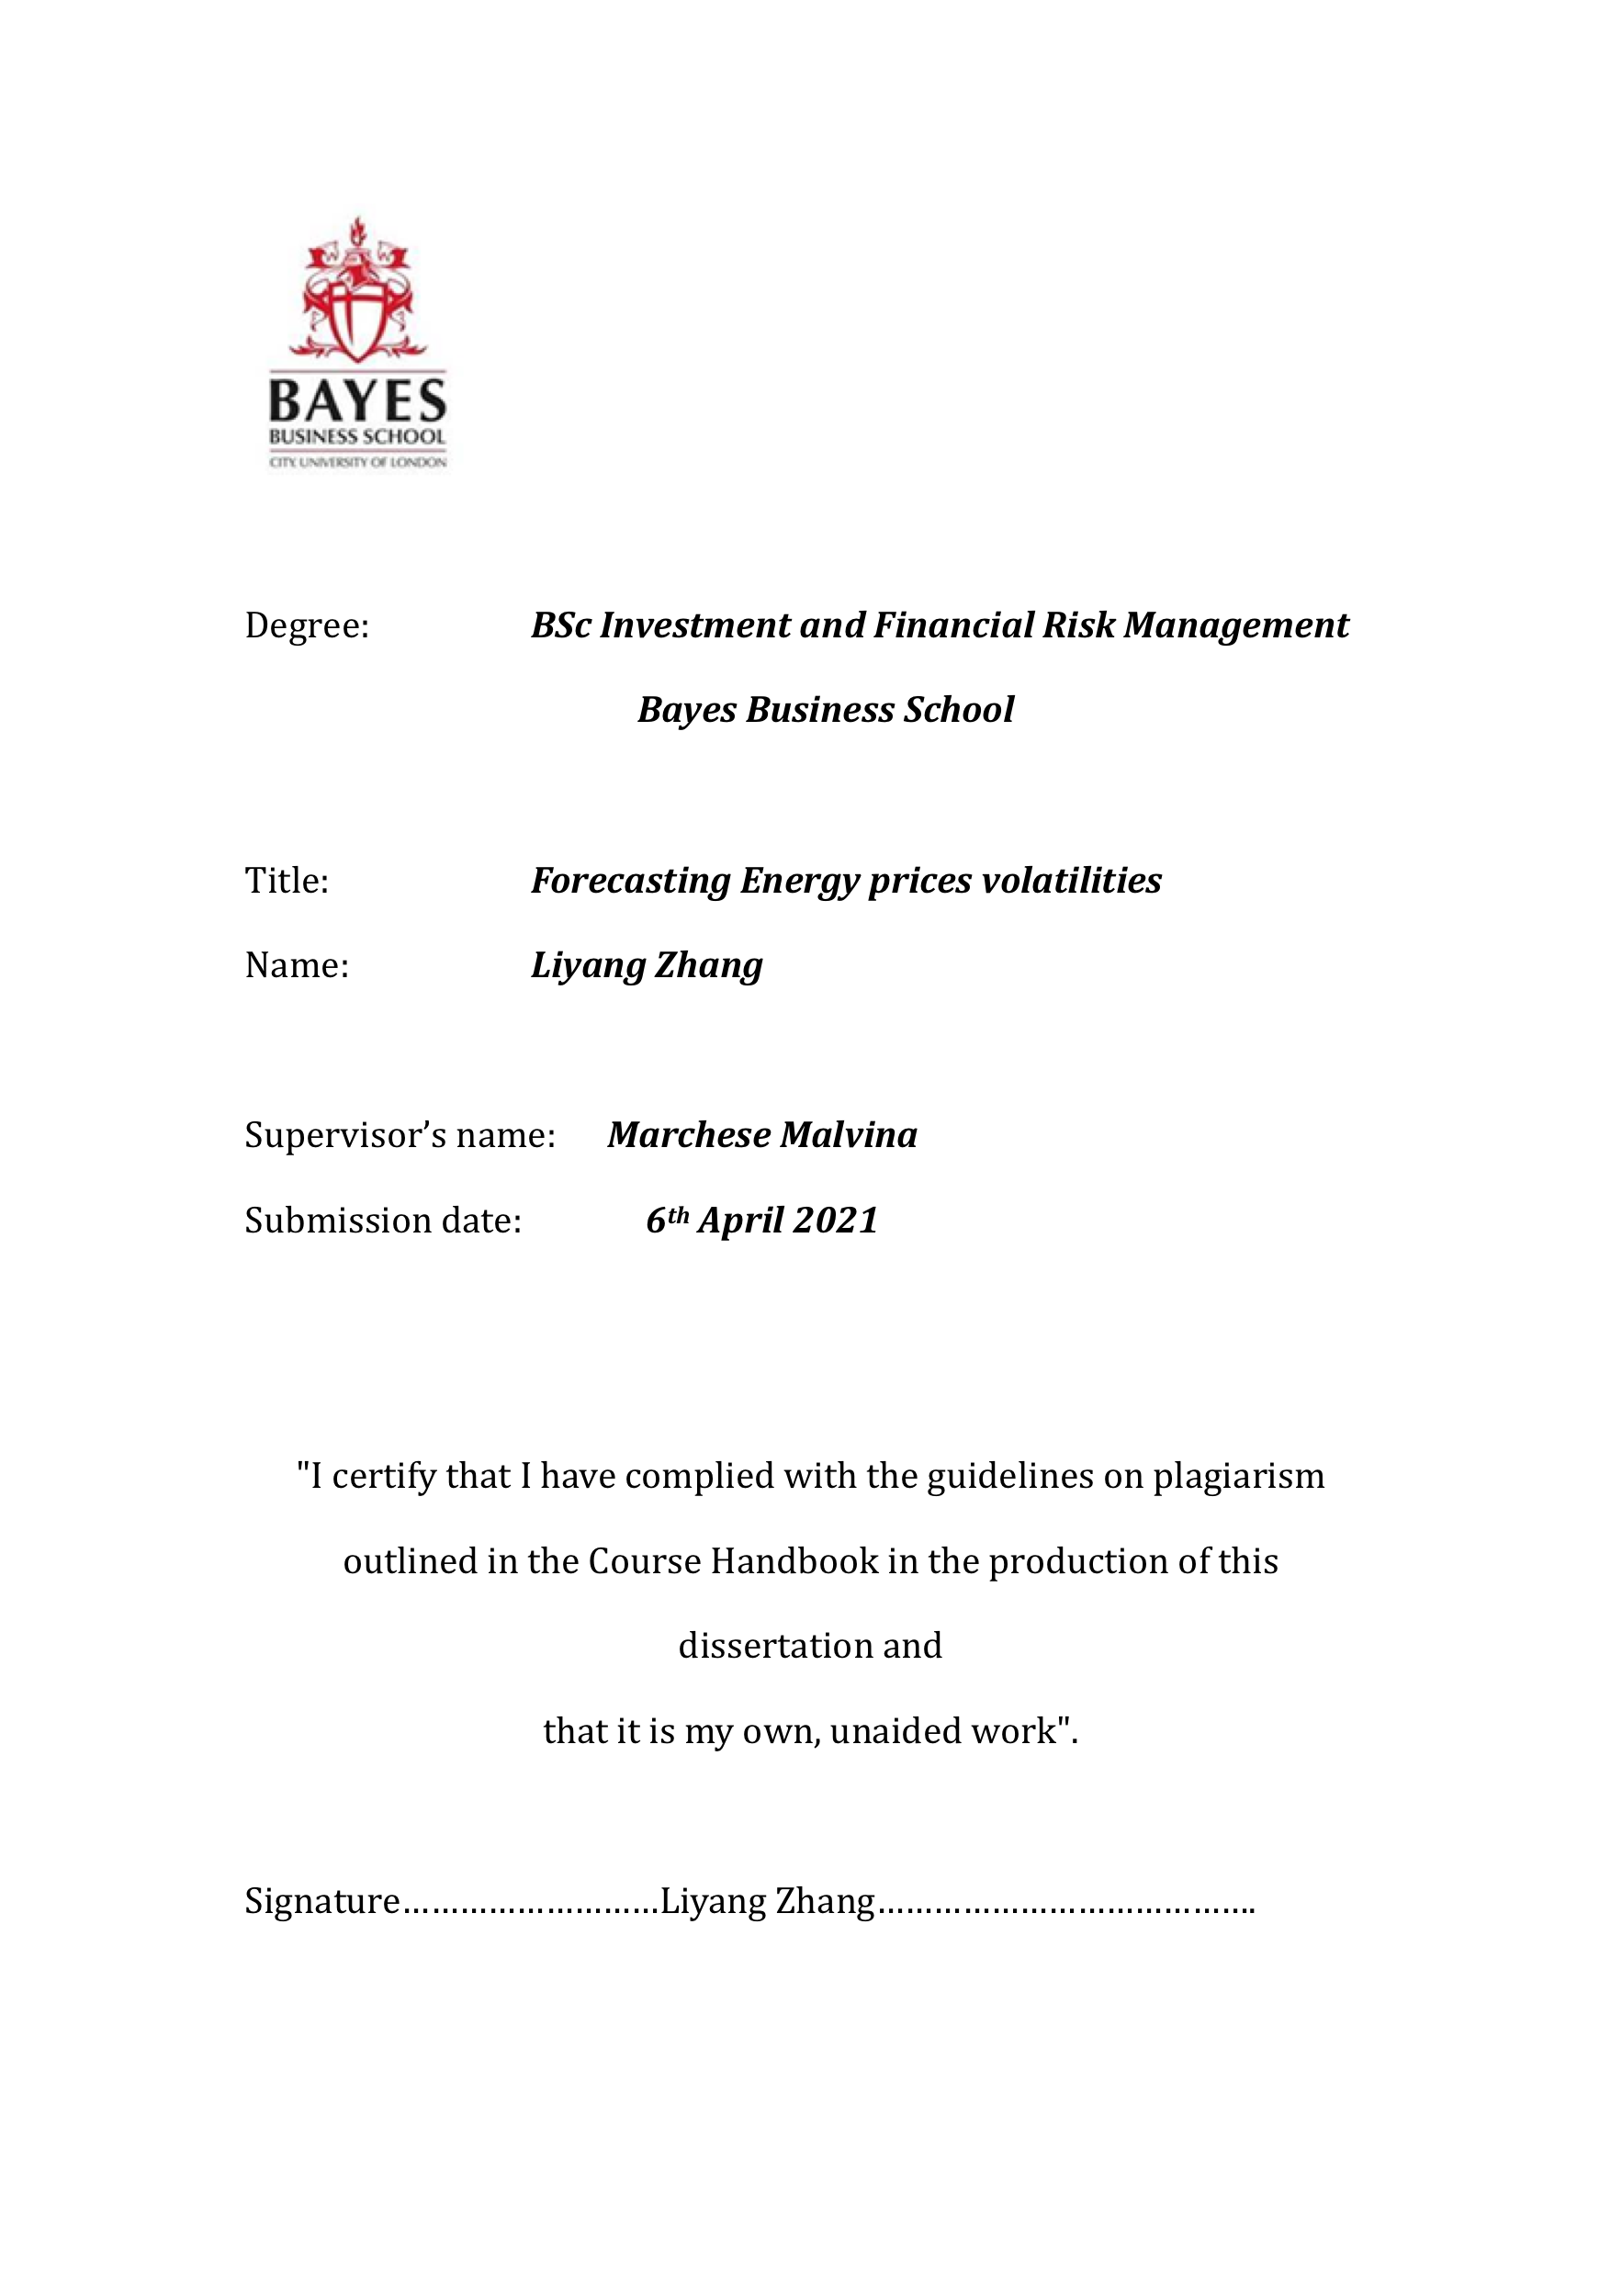 BAYES
BUSINESS SCHOOL
CITY, UNIVERSITY OF LONDON
Degree: BSc Investment and Financial Risk Management
Bayes Business School
Title: Forecasting Energy prices volatilities
Name: Liyang Zhang
Supervisor’s name: Marchese Malvina
Submission date: 6th April 2021
"I certify that I have complied with the guidelines on plagiarism
outlined in the Course Handbook in the production of this
dissertation and
that it is my own, unaided work".
Signature………………………Liyang Zhang…………………………………..